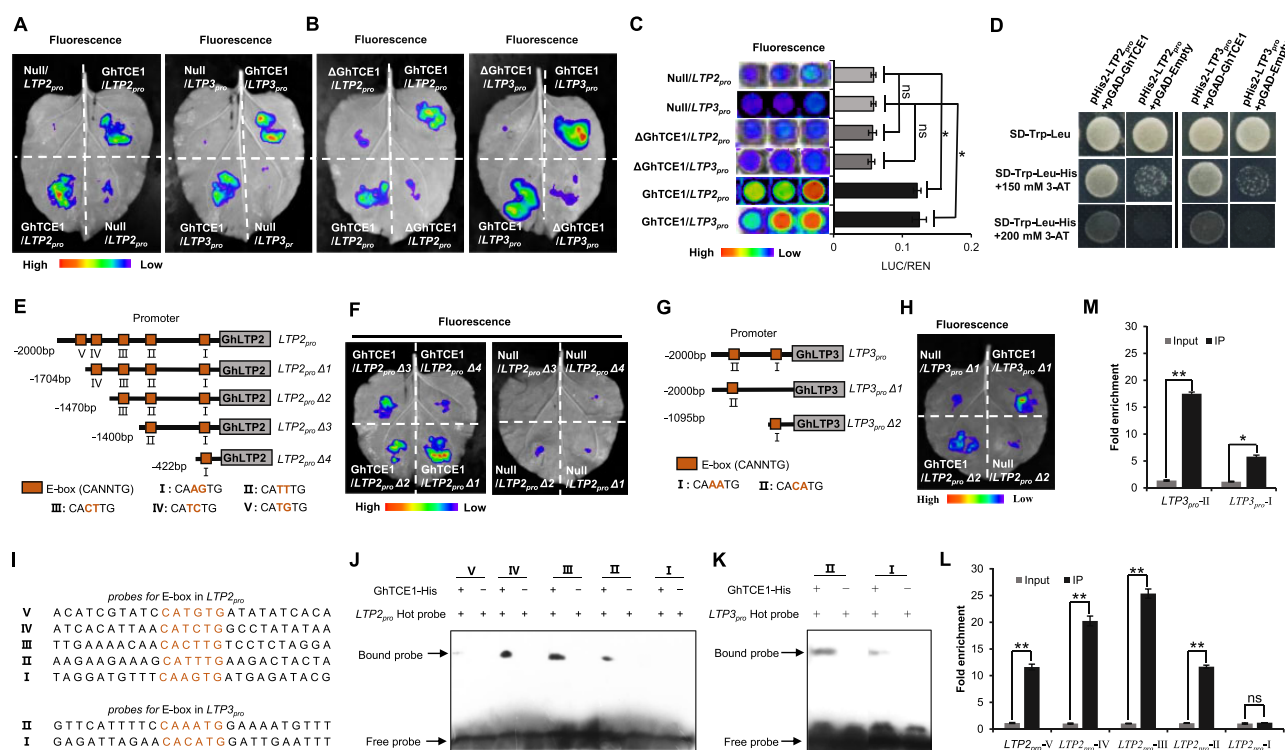 A
Fluorescence
Null/
/LTP2pro
GhTCE1
/LTP2pro
GhTCE1
/LTP2pro
Null
/LTP2pro
Fluorescence
Null
/LTP3pro
GhTCE1
/LTP3pro
GhTCE1
/LTP3pro
Null
/LTP3pr
High
Low
B
Fluorescence
ΔGhTCE1
/LTP2pro
GhTCE1
/LTP2pro
GhTCE1
/LTP2pro
ΔGhTCE1
/LTP2pro
Fluorescence
ΔGhTCE1
/LTP3pro
GhTCE1
/LTP3pro
GhTCE1
/LTP3pro
ΔGhTCE1
/LTP3pro
C
Fluorescence
Null/LTP2pro
Null/LTP3pro
ΔGhTCE1/LTP2pro
ΔGhTCE1/LTP3pro
GhTCE1/LTP2pro
GhTCE1/LTP3pro
ns
ns
*
*
High
Low
0 0.1 0.2
LUC/REN
D
pHis2-LTP2pro
+pGAD-GhTCE1
pHis2-LTP2pro
+pGAD-Empty
pHis2-LTP3pro
+pGAD-GhTCE1
pHis2-LTP3pro
+pGAD-Empty
SD-Trp-Leu
SD-Trp-Leu-His
+150 mM 3-AT
SD-Trp-Leu-His
+200 mM 3-AT
E
Promoter
-2000bp GhLTP2 LTP2pro
V IV III II I
-1704bp GhLTP2 LTP2pro Δ1
IV III II I
-1470bp GhLTP2 LTP2pro Δ2
III II I
-1400bp GhLTP2 LTP2pro Δ3
II I
-422bp GhLTP2 LTP2pro Δ4
I
E-box (CANNTG)
I : CAAGTG
II : CATTTG
III: CACTTG
IV: CATCTG
V: CATGTG
F
Fluorescence
GhTCE1
/LTP2pro Δ3
GhTCE1
/LTP2pro Δ4
GhTCE1
/LTP2pro Δ2
GhTCE1
/LTP2pro Δ1
Null
/LTP2pro Δ3
Null
/LTP2pro Δ4
Null
/LTP2pro Δ2
Null
/LTP2pro Δ1
High
Low
G
Promoter
-2000bp GhLTP3 LTP3pro
II I
-2000bp GhLTP3 LTP3pro Δ1
II
-1095bp GhLTP3 LTP3pro Δ2
I
E-box (CANNTG)
I : CAAATG
II : CACATG
H
Fluorescence
Null
/LTP3pro Δ1
GhTCE1
/LTP3pro Δ1
GhTCE1
/LTP3pro Δ2
Null
/LTP3pro Δ2
High
Low
M
Input
IP
Fold enrichment
30
25
20
15
10
5
0
**
*
LTP3pro-II
LTP3pro-I
I
probes for E-box in LTP2pro
V ACATCGTATCCATGTGATATATCACA
IV ATCACATTAACATCTGGCCTATATAA
III TTGAAAACAACACTTGTCCTCTAGGA
II AAGAAGAAAGCATTTGAAGACTACTA
I TAGGATGTTTCAAGTGATGAGATACG
probes for E-box in LTP3pro
II GTTCATTTTCCAAATGGAAAATGTTT
I GAGATTAGAACACATGGATTGAATTT
J
V IV III II I
GhTCE1-His + − + − + − + − + −
LTP2pro Hot probe + + + + + + + + + +
Bound probe
Free probe
K
II I
GhTCE1-His + − + −
LTP3pro Hot probe + + + +
Bound probe
Free probe
L
Input
IP
Fold enrichment
30
25
20
15
10
5
0
**
**
**
**
ns
LTP2pro-V
LTP2pro-IV
LTP2pro-III
LTP2pro-II
LTP2pro-I